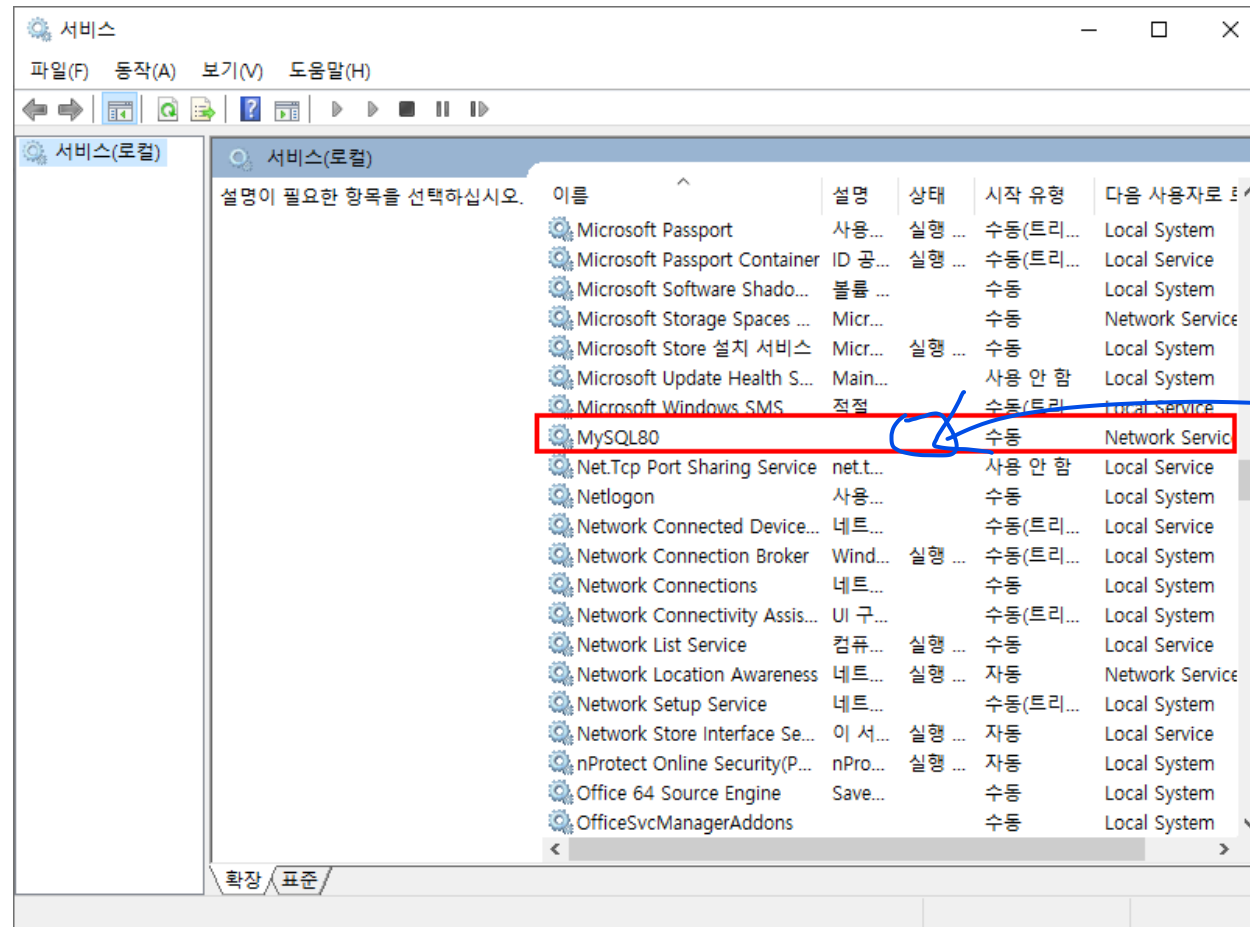 서비스
파일(F) 동작(A) 보기(V) 도움말(H)
서비스(로컬)
서비스(로컬)
설명이 필요한 항목을 선택하십시오.
이름 설명 상태 시작 유형 다음 사용자로
Microsoft Passport 사용... 실행 ... 수동(트리... Local System
Microsoft Passport Container ID 공... 실행 ... 수동(트리... Local Service
Microsoft Software Shado... 볼륨 ... 수동 Local System
Microsoft Storage Spaces ... Micr... 수동 Network Service
Microsoft Store 설치 서비스 Micr... 실행 ... 수동 Local System
Microsoft Update Health S... Main... 사용 안 함 Local System
Microsoft Windows SMS 적절 수동(트리 Local Service
MySQL80 수동 Network Servic
Net.Tcp Port Sharing Service net.t... 사용 안 함 Local Service
Netlogon 사용... 수동 Local System
Network Connected Device... 네트... 수동(트리... Local Service
Network Connection Broker Wind... 실행 ... 수동(트리... Local System
Network Connections 네트... 수동 Local System
Network Connectivity Assis... UI 구... 수동(트리... Local System
Network List Service 컴퓨... 실행 ... 수동 Local Service
Network Location Awareness 네트... 실행 ... 자동 Network Service
Network Setup Service 네트... 수동(트리... Local System
Network Store Interface Se... 이 서... 실행 ... 자동 Local Service
nProtect Online Security(P... nPro... 실행 ... 자동 Local System
Office 64 Source Engine Save... 수동 Local System
OfficeSvcManagerAddons 수동 Local System
확장 표준